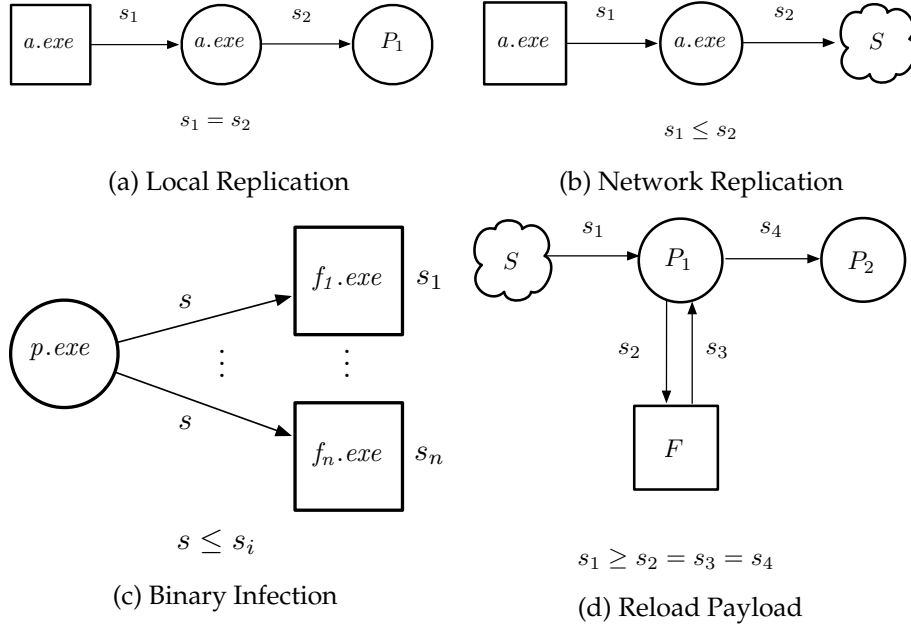 s₁ s₂
a.exe a.exe P₁
s₁ = s₂
(a) Local Replication
s₁ s₂
a.exe a.exe S
s₁ ≤ s₂
(b) Network Replication
p.exe
s
f₁.exe s₁
⋮ ⋮
s
fₙ.exe sₙ
s ≤ sᵢ
(c) Binary Infection
s₁ s₄
S P₁ P₂
s₂ s₃
F
s₁ ≥ s₂ = s₃ = s₄
(d) Reload Payload